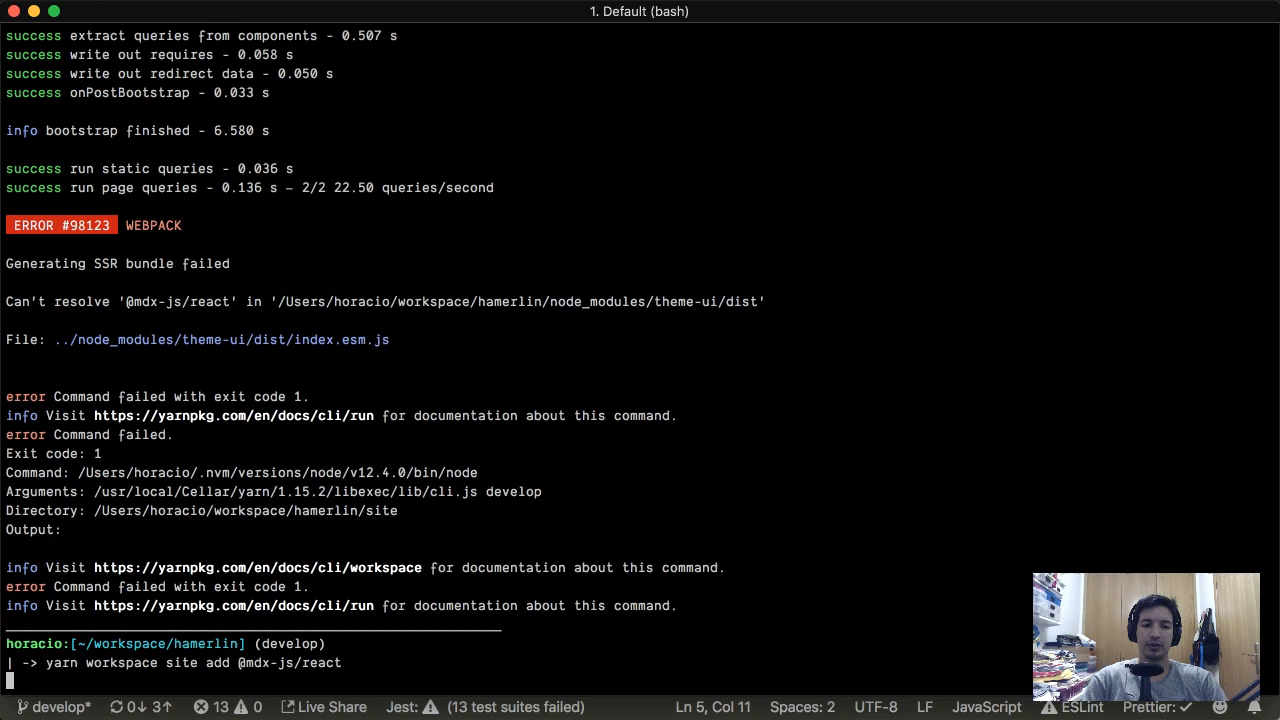 1. Default (bash)
success extract queries from components - 0.507 s
success write out requires - 0.058 s
success write out redirect data - 0.050 s
success onPostBootstrap - 0.033 s
info bootstrap finished - 6.580 s
success run static queries - 0.036 s
success run page queries - 0.136 s — 2/2 22.50 queries/second
ERROR #98123 WEBPACK
Generating SSR bundle failed
Can't resolve '@mdx-js/react' in '/Users/horacio/workspace/hamerlin/node_modules/theme-ui/dist'
File: ../node_modules/theme-ui/dist/index.esm.js
error Command failed with exit code 1.
info Visit https://yarnpkg.com/en/docs/cli/run for documentation about this command.
error Command failed.
Exit code: 1
Command: /Users/horacio/.nvm/versions/node/v12.4.0/bin/node
Arguments: /usr/local/Cellar/yarn/1.15.2/libexec/lib/cli.js develop
Directory: /Users/horacio/workspace/hamerlin/site
Output:
info Visit https://yarnpkg.com/en/docs/cli/workspace for documentation about this command.
error Command failed with exit code 1.
info Visit https://yarnpkg.com/en/docs/cli/run for documentation about this command.
horacio:[~/workspace/hamerlin] (develop)
| -> yarn workspace site add @mdx-js/react
develop* 0↓ 3↑ 13 0 Live Share Jest: (13 test suites failed) Ln 5, Col 11 Spaces: 2 UTF-8 LF JavaScript ESLint Prettier: ✓